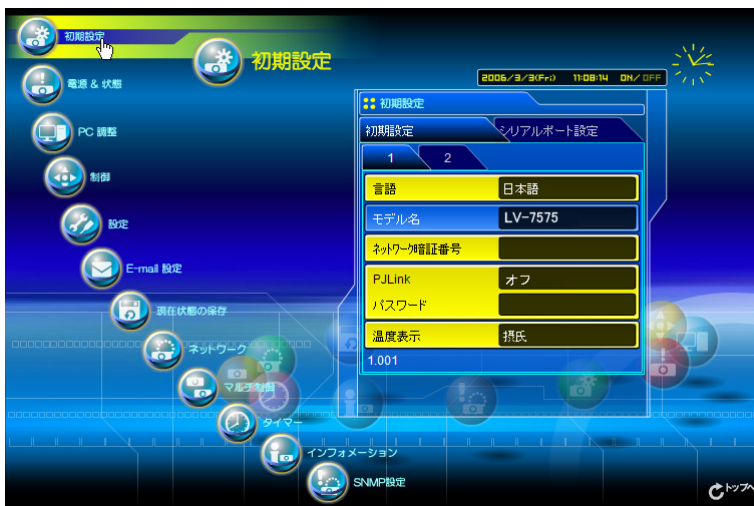 初期設定
初期設定
2006/3/3(Fri) 11:08:14 ON/OFF
電源 & 状態
初期設定
初期設定 シリアルポート設定
PC 調整
1 2
制御
言語 日本語
設定
モデル名 LV-7575
ネットワーク暗証番号
E-mail 設定
PJLink オフ
パスワード
現在状態の保存
温度表示 摂氏
ネットワーク
1.001
マルチ制御
タイマー
インフォメーション
SNMP設定
トップへ